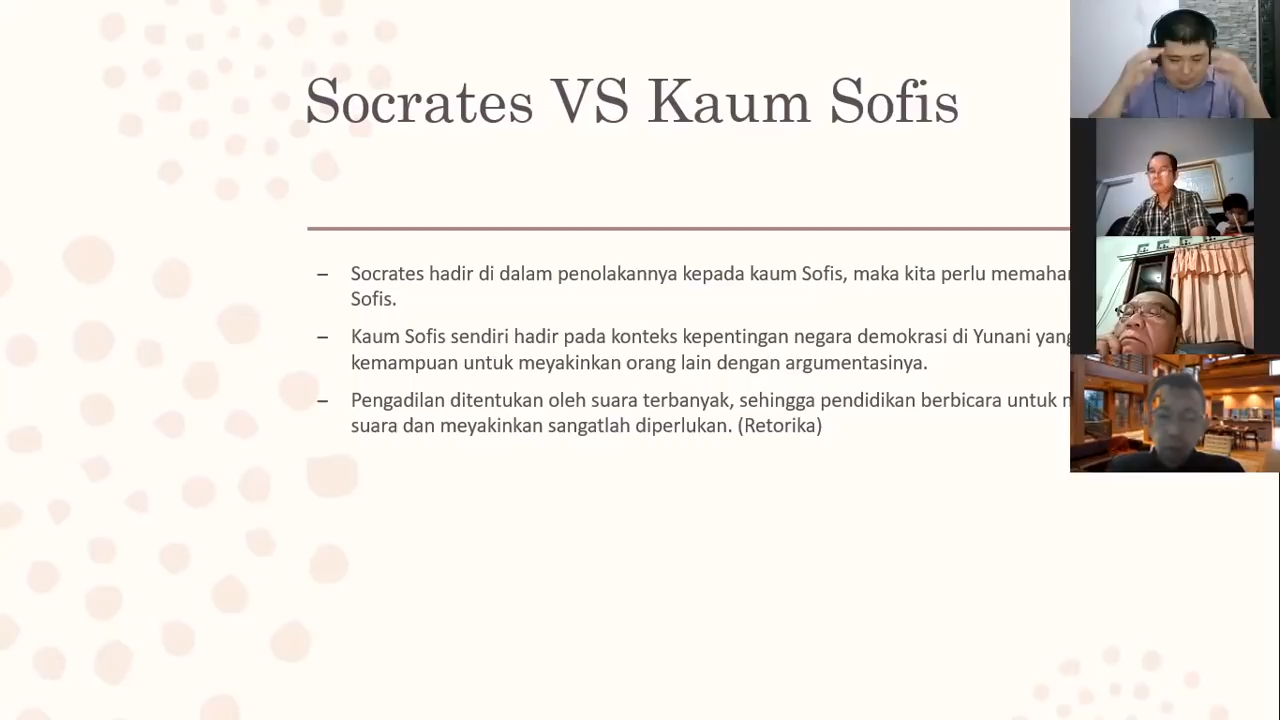 Socrates VS Kaum Sofis
– Socrates hadir di dalam penolakannya kepada kaum Sofis, maka kita perlu
Sofis.
– Kaum Sofis sendiri hadir pada konteks kepentingan negara demokrasi di Yunani yang
kemampuan untuk meyakinkan orang lain dengan argumentasinya.
– Pengadilan ditentukan oleh suara terbanyak, sehingga pendidikan berbicara untuk
suara dan meyakinkan sangatlah diperlukan. (Retorika)